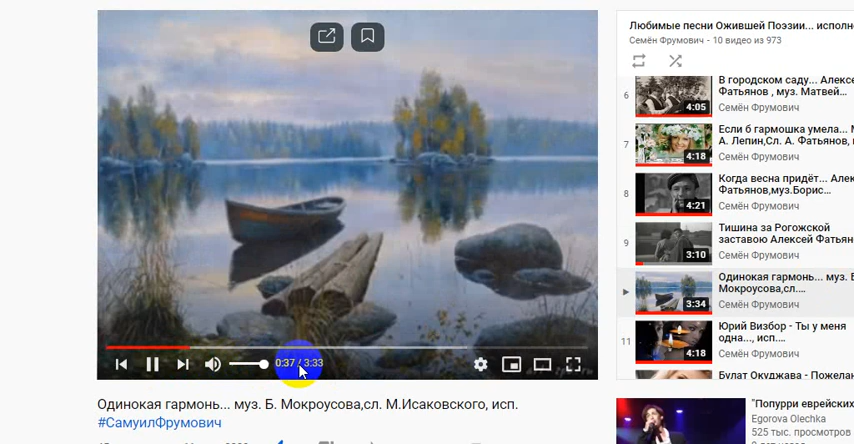 0:37 / 3:33
Одинокая гармонь... муз. Б. Мокроусова,сл. М.Исаковского, исп.
#СамуилФрумович
Любимые песни Ожившей Поэзии... исполн
Семён Фрумович - 10 видео из 973
6
4:05
В городском саду... Алексе
Фатьянов , муз. Матвей...
Семён Фрумович
7
4:18
Если б гармошка умела... М
А. Лепин,Сл. А. Фатьянов,
Семён Фрумович
8
4:21
Когда весна придёт... Алек
Фатьянов,муз.Борис...
Семён Фрумович
9
3:10
Тишина за Рогожской
заставою Алексей Фатьян
Семён Фрумович
3:34
Одинокая гармонь... муз. Б
Мокроусова,сл....
Семён Фрумович
11
4:18
Юрий Визбор - Ты у меня
одна..., исп....
Семён Фрумович
Булат Окуджава - Пожелан
"Попурри еврейских
Egorova Olechka
525 тыс. просмотров